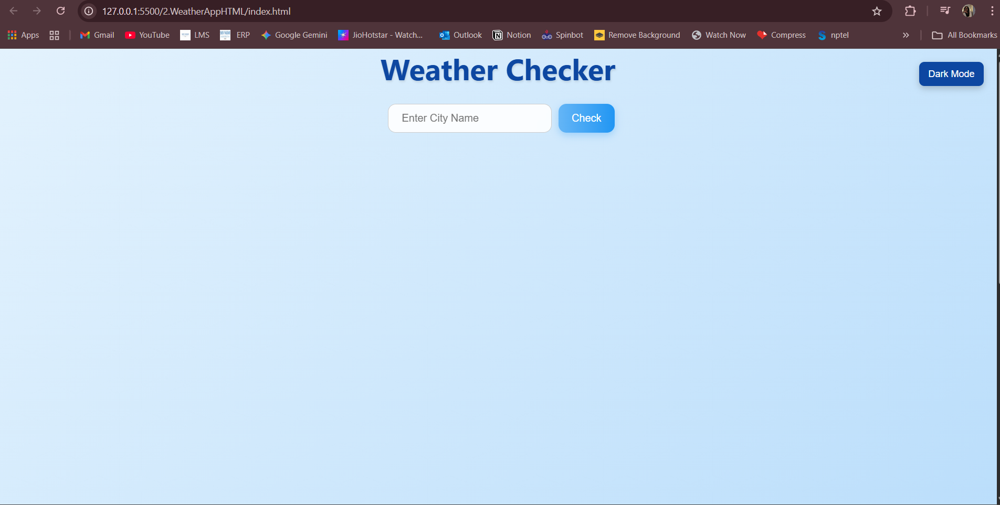 127.0.0.1:5500/2.WeatherAppHTML/index.html
Apps Gmail YouTube LMS ERP Google Gemini JioHotstar - Watch... Outlook Notion Spinbot Remove Background Watch Now Compress nptel All Bookmarks
Weather Checker
Dark Mode
Enter City Name Check